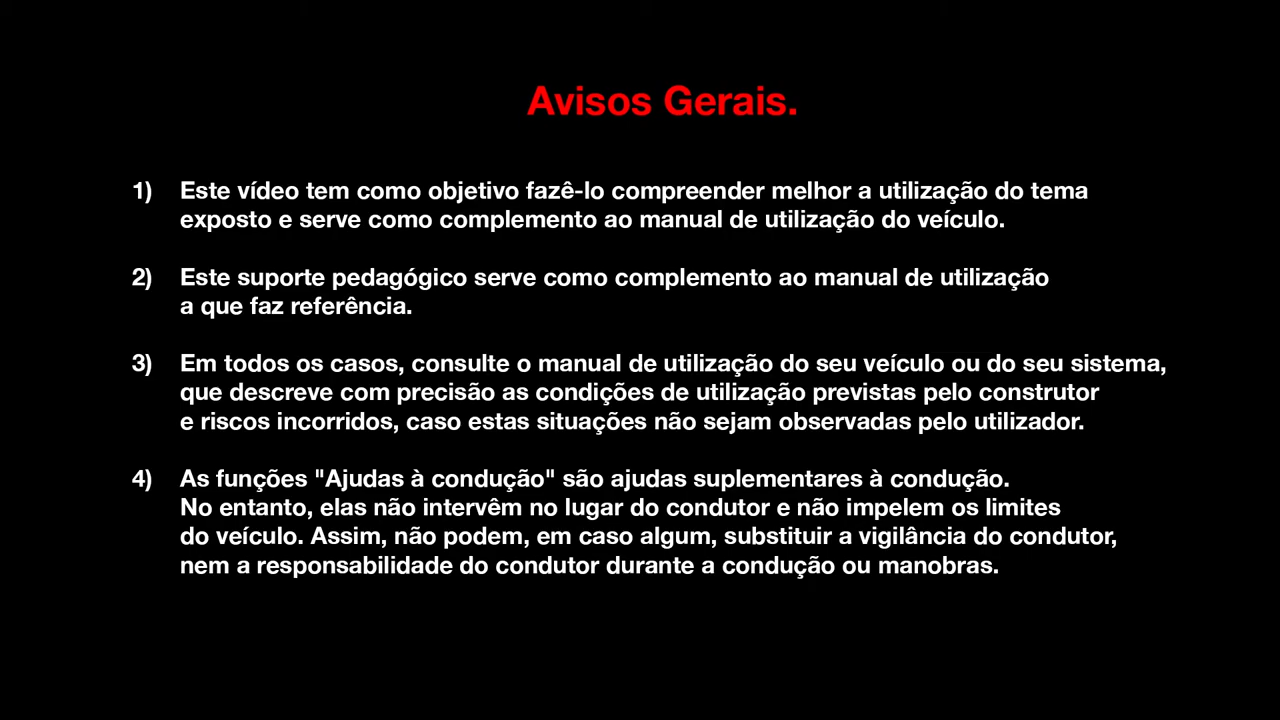 Avisos Gerais.
1) Este vídeo tem como objetivo fazê-lo compreender melhor a utilização do tema
exposto e serve como complemento ao manual de utilização do veículo.
2) Este suporte pedagógico serve como complemento ao manual de utilização
a que faz referência.
3) Em todos os casos, consulte o manual de utilização do seu veículo ou do seu sistema,
que descreve com precisão as condições de utilização previstas pelo construtor
e riscos incorridos, caso estas situações não sejam observadas pelo utilizador.
4) As funções "Ajudas à condução" são ajudas suplementares à condução.
No entanto, elas não intervêm no lugar do condutor e não impelem os limites
do veículo. Assim, não podem, em caso algum, substituir a vigilância do condutor,
nem a responsabilidade do condutor durante a condução ou manobras.